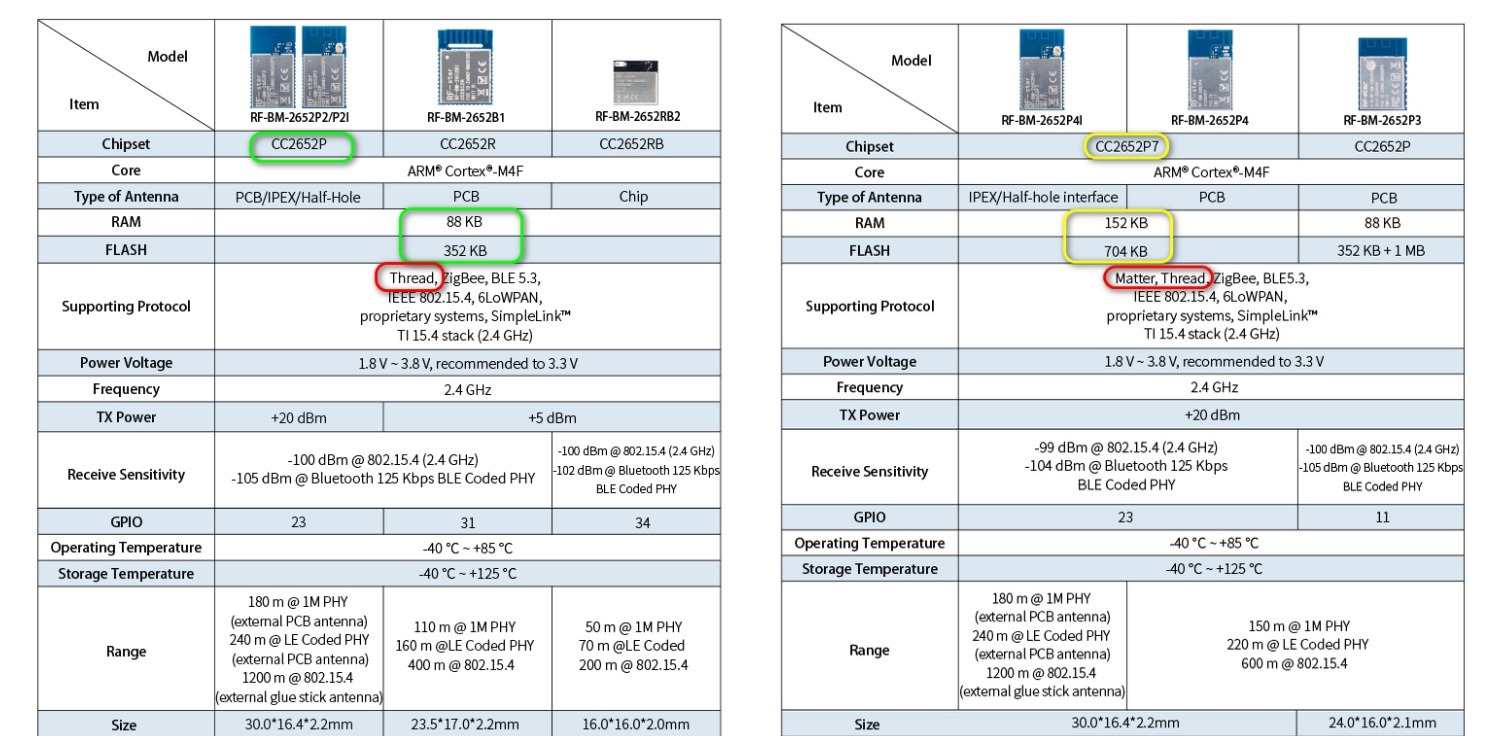 Model
Item
RF-BM-2652P2/P2I
RF-BM-2652B1
RF-BM-2652RB2
Chipset
CC2652P
CC2652R
CC2652RB
Core
ARM® Cortex®-M4F
Type of Antenna
PCB/IPEX/Half-Hole
PCB
Chip
RAM
88 KB
FLASH
352 KB
Supporting Protocol
Thread, ZigBee, BLE 5.3,
IEEE 802.15.4, 6LoWPAN,
proprietary systems, SimpleLink™
TI 15.4 stack (2.4 GHz)
Power Voltage
1.8 V ~ 3.8 V, recommended to 3.3 V
Frequency
2.4 GHz
TX Power
+20 dBm
+5 dBm
Receive Sensitivity
-100 dBm @ 802.15.4 (2.4 GHz)
-105 dBm @ Bluetooth 125 Kbps BLE Coded PHY
-100 dBm @ 802.15.4 (2.4 GHz)
-102 dBm @ Bluetooth 125 Kbps
BLE Coded PHY
GPIO
23
31
34
Operating Temperature
-40 °C ~ +85 °C
Storage Temperature
-40 °C ~ +125 °C
Range
180 m @ 1M PHY
(external PCB antenna)
240 m @ LE Coded PHY
(external PCB antenna)
1200 m @ 802.15.4
(external glue stick antenna)
110 m @ 1M PHY
160 m @LE Coded PHY
400 m @ 802.15.4
50 m @ 1M PHY
70 m @LE Coded
200 m @ 802.15.4
Size
30.0*16.4*2.2mm
23.5*17.0*2.2mm
16.0*16.0*2.0mm
Model
Item
RF-BM-2652P4I
RF-BM-2652P4
RF-BM-2652P3
Chipset
CC2652P7
CC2652P
Core
ARM® Cortex®-M4F
Type of Antenna
IPEX/Half-hole interface
PCB
PCB
RAM
152 KB
88 KB
FLASH
704 KB
352 KB + 1 MB
Supporting Protocol
Matter, Thread, ZigBee, BLE5.3,
IEEE 802.15.4, 6LoWPAN,
proprietary systems, SimpleLink™
TI 15.4 stack (2.4 GHz)
Power Voltage
1.8 V ~ 3.8 V, recommended to 3.3 V
Frequency
2.4 GHz
TX Power
+20 dBm
Receive Sensitivity
-99 dBm @ 802.15.4 (2.4 GHz)
-104 dBm @ Bluetooth 125 Kbps
BLE Coded PHY
-100 dBm @ 802.15.4 (2.4 GHz)
-105 dBm @ Bluetooth 125 Kbps
BLE Coded PHY
GPIO
23
11
Operating Temperature
-40 °C ~ +85 °C
Storage Temperature
-40 °C ~ +125 °C
Range
180 m @ 1M PHY
(external PCB antenna)
240 m @ LE Coded PHY
(external PCB antenna)
1200 m @ 802.15.4
(external glue stick antenna)
150 m @ 1M PHY
220 m @ LE Coded PHY
600 m @ 802.15.4
Size
30.0*16.4*2.2mm
24.0*16.0*2.1mm